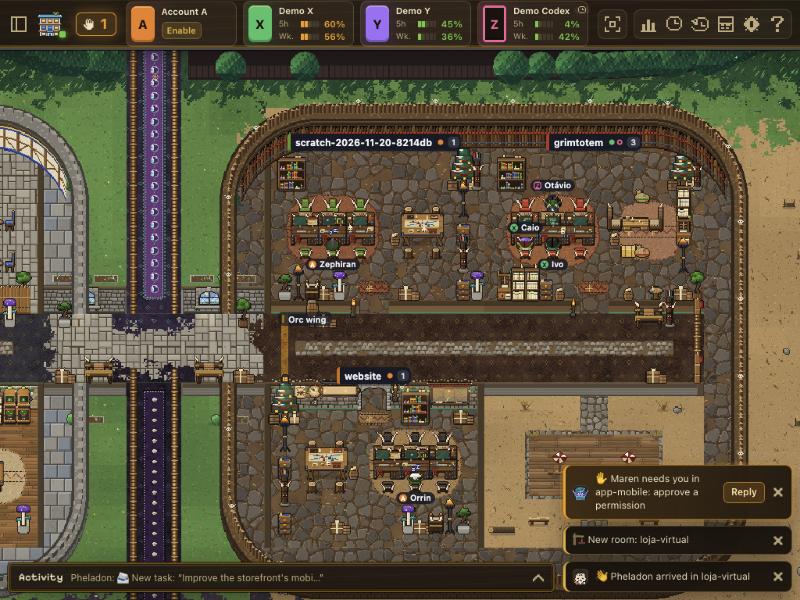 1
A
Account A
Enable
X
Demo X
5h 60%
Wk. 56%
Y
Demo Y
5h 45%
Wk. 36%
Z
Demo Codex
5h 4%
Wk. 42%
?
scratch-2026-11-20-8214db 1
grimtotem 3
Z Otávio
X Caio
A Zephiran
X Ivo
Orc wing
website 1
A Orrin
Maren needs you in
app-mobile: approve a
permission
Reply
New room: loja-virtual
Activity Pheladon: New task: "Improve the storefront's mobi..."
Pheladon arrived in loja-virtual